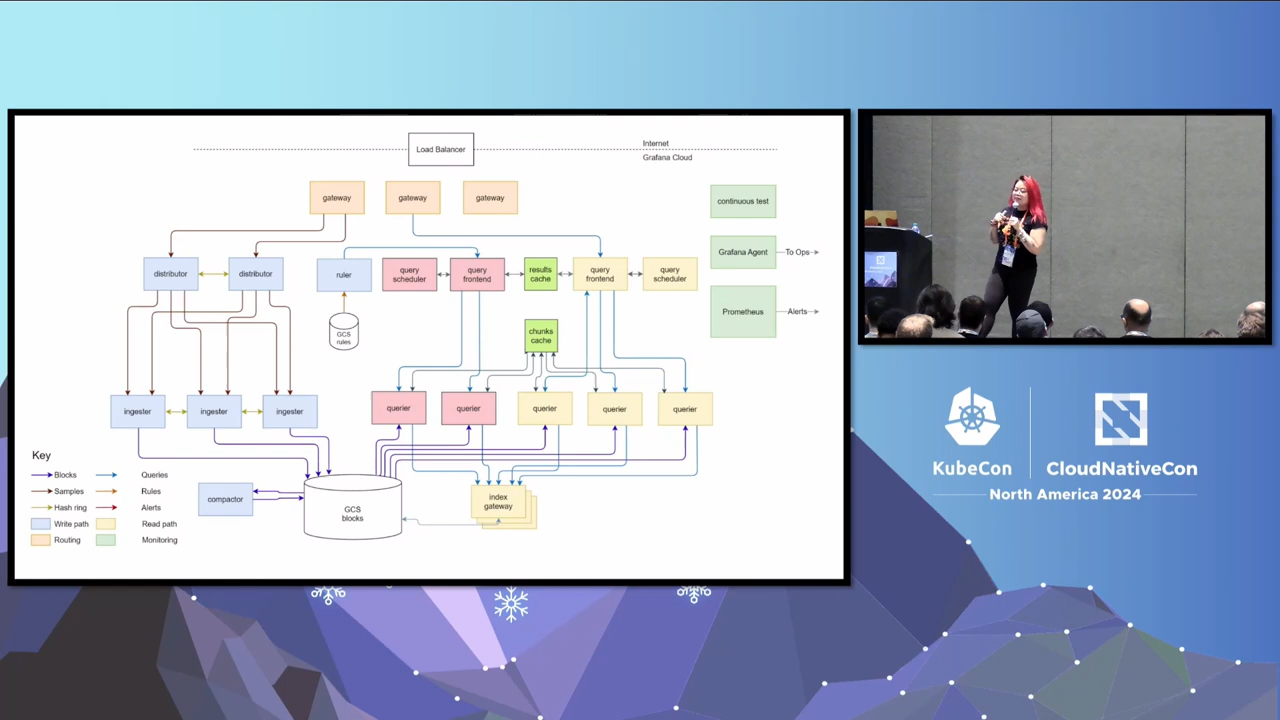 Load Balancer
Internet
Grafana Cloud
gateway
gateway
gateway
continuous test
distributor
distributor
ruler
query
scheduler
query
frontend
results
cache
query
frontend
query
scheduler
Grafana Agent
To Ops
GCS
rules
chunks
cache
Prometheus
Alerts
ingester
ingester
ingester
querier
querier
querier
querier
querier
Key
Blocks
Queries
Samples
Rules
Hash ring
Alerts
Write path
Read path
Routing
Monitoring
compactor
GCS
blocks
index
gateway
KubeCon
CloudNativeCon
North America 2024